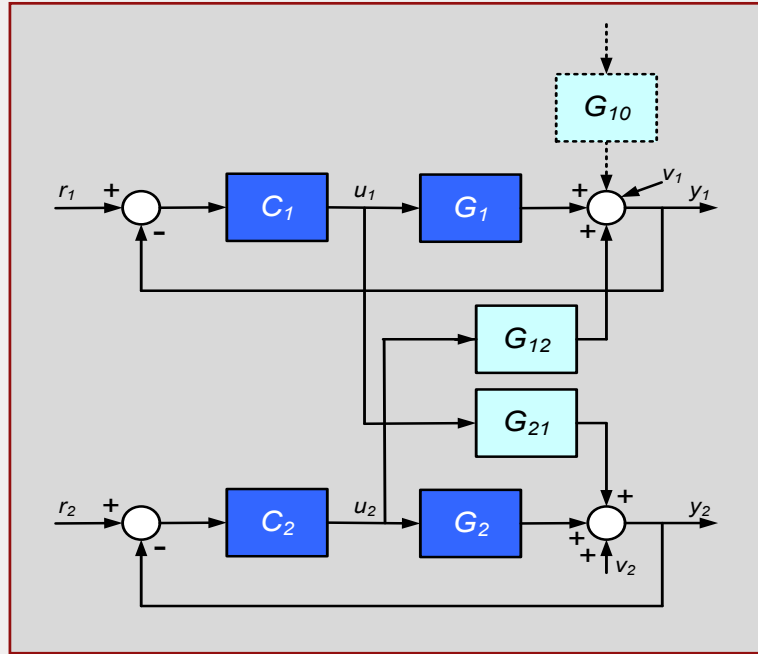 G10
r1 + - C1 u1 G1 + + v1 y1
G12
G21
r2 + - C2 u2 G2 + + + v2 y2